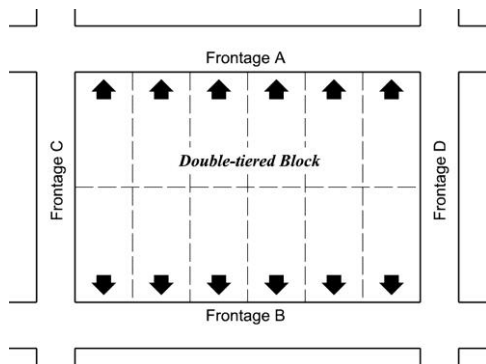 Frontage A
Frontage C
Double-tiered Block
Frontage D
Frontage B